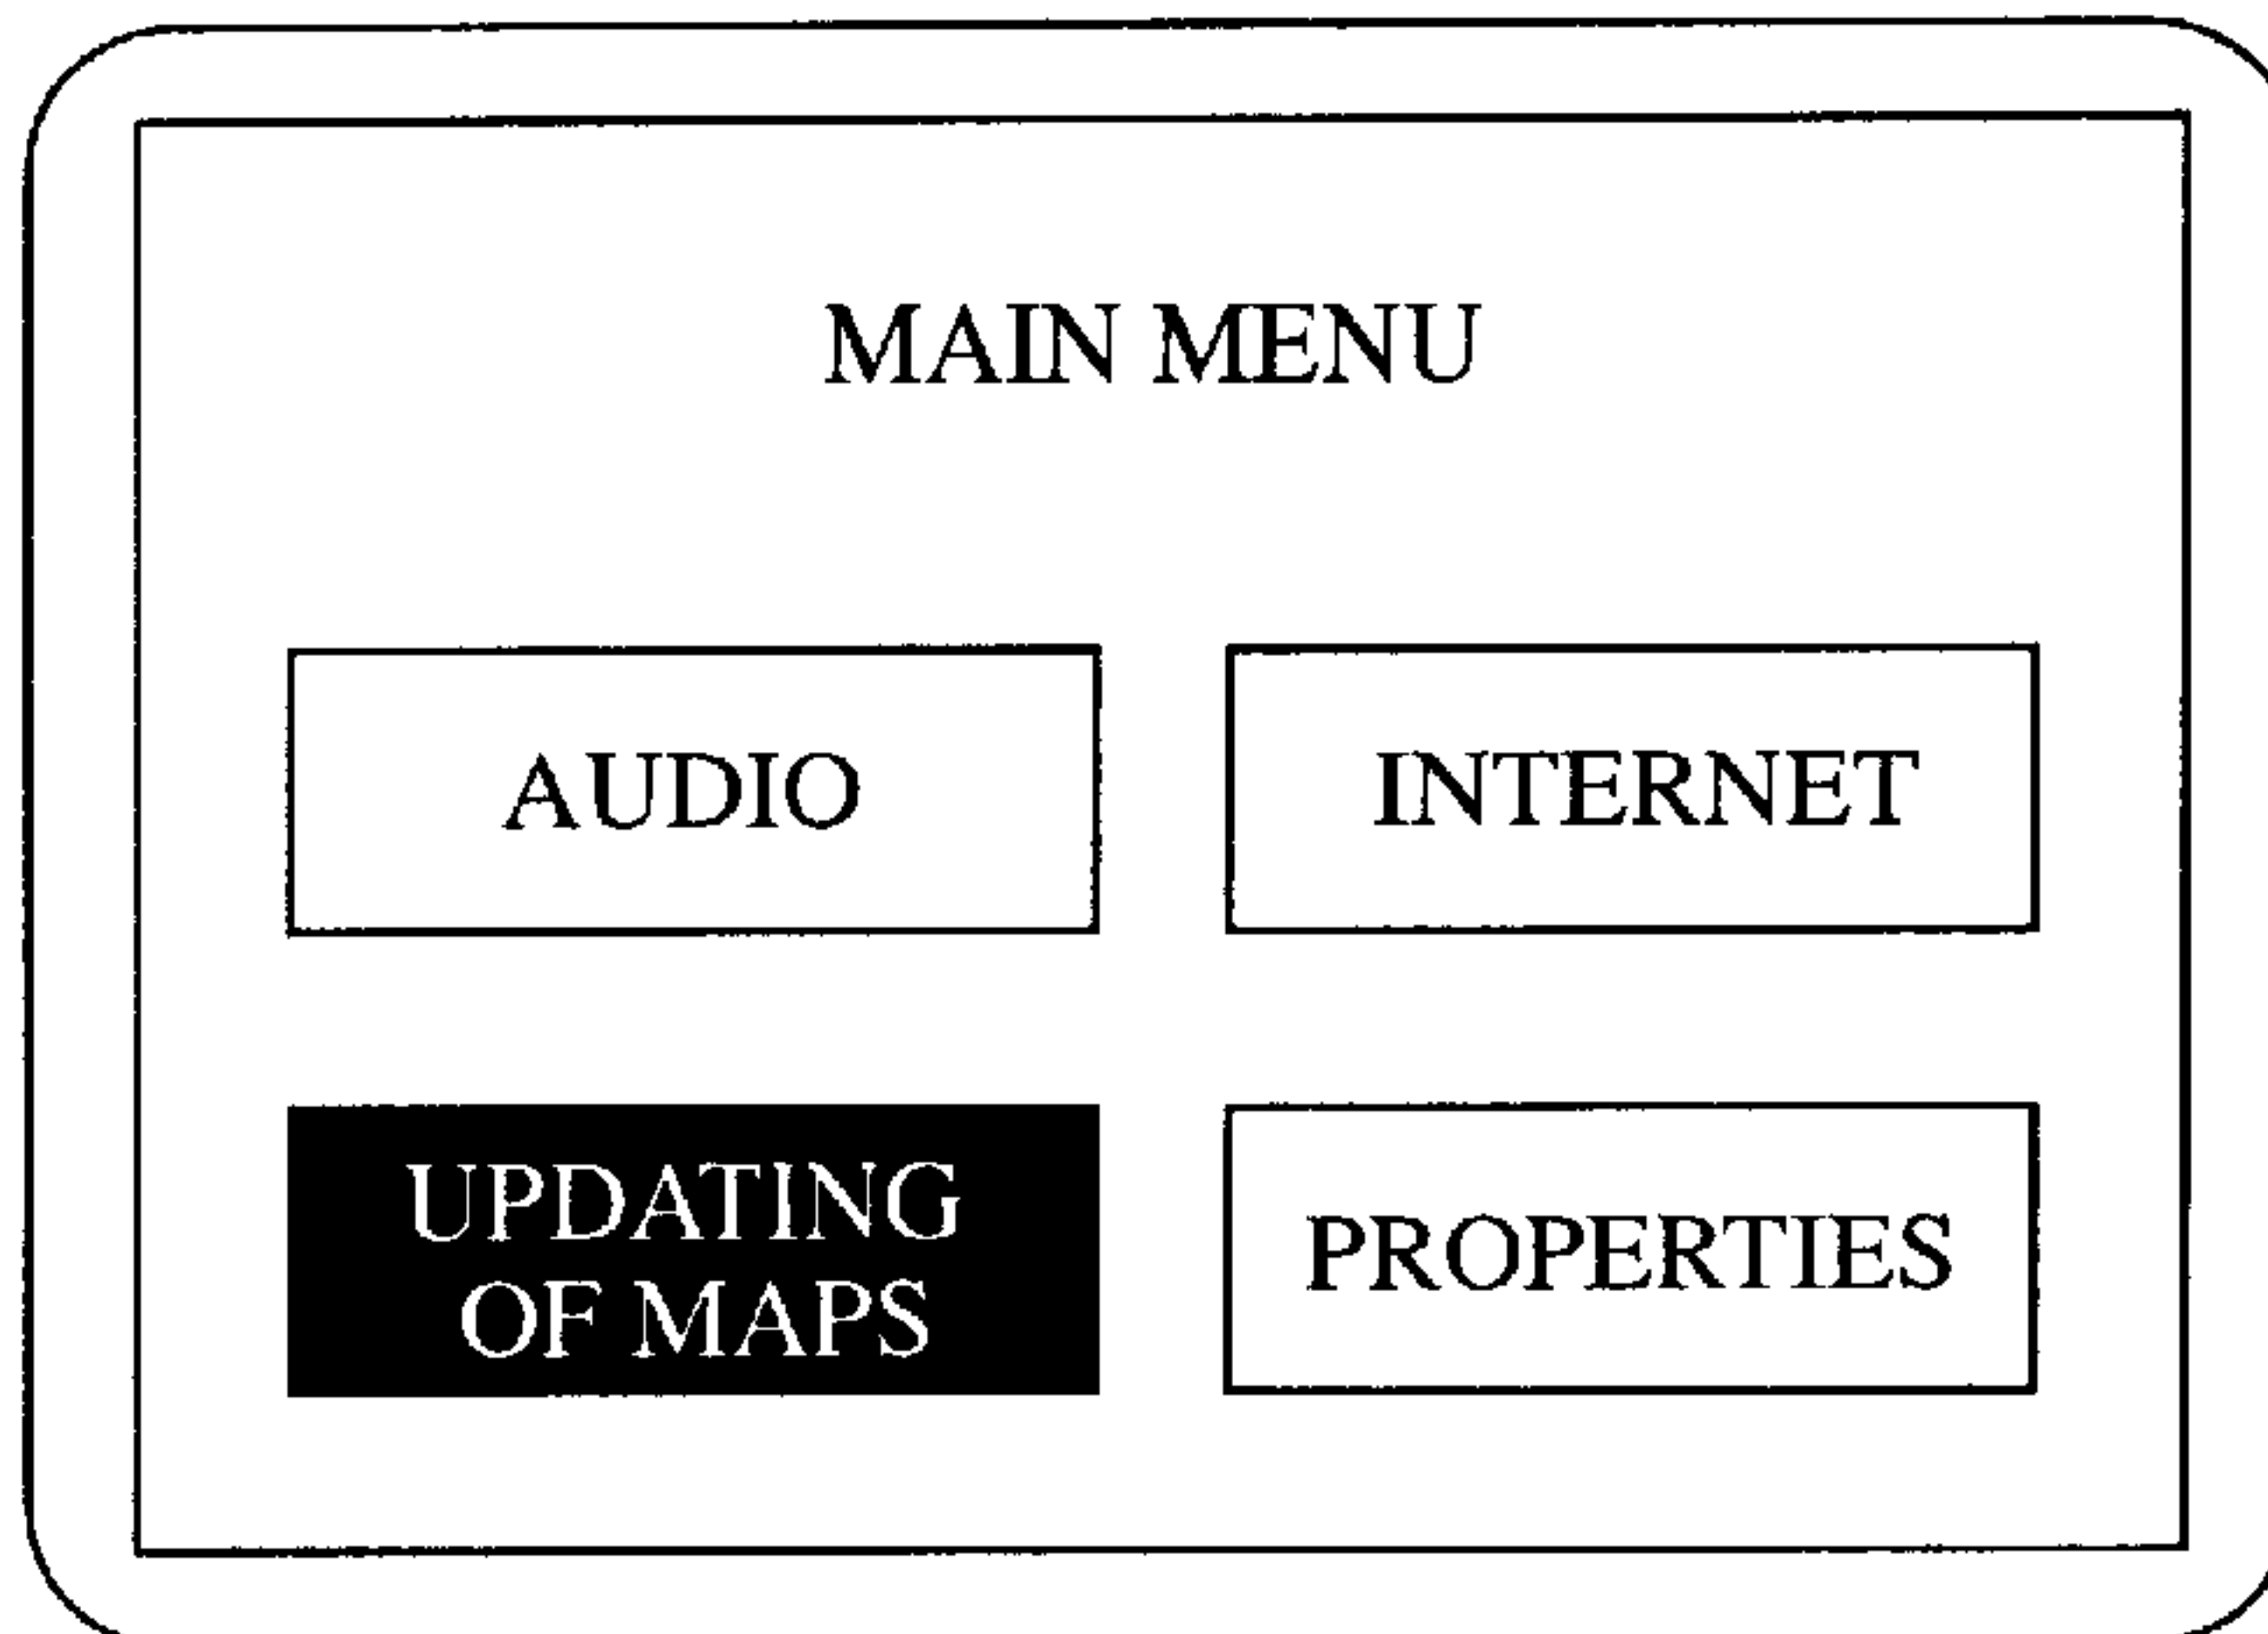 MAIN MENU
AUDIO
INTERNET
UPDATING
OF MAPS
PROPERTIES